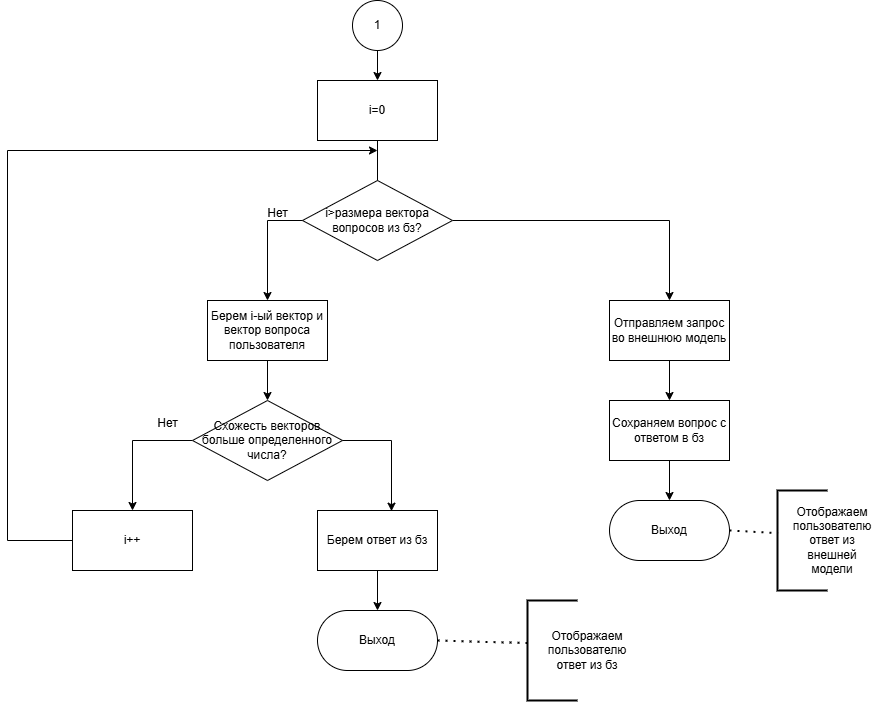 1
i=0
i>размера вектора
вопросов из бз?
Нет
Берем i-ый вектор и
вектор вопроса
пользователя
Отправляем запрос
во внешнюю модель
Схожесть векторов
больше определенного
числа?
Нет
Сохраняем вопрос с
ответом в бз
i++
Берем ответ из бз
Выход
Отображаем
пользователю
ответ из
внешней
модели
Выход
Отображаем
пользователю
ответ из бз